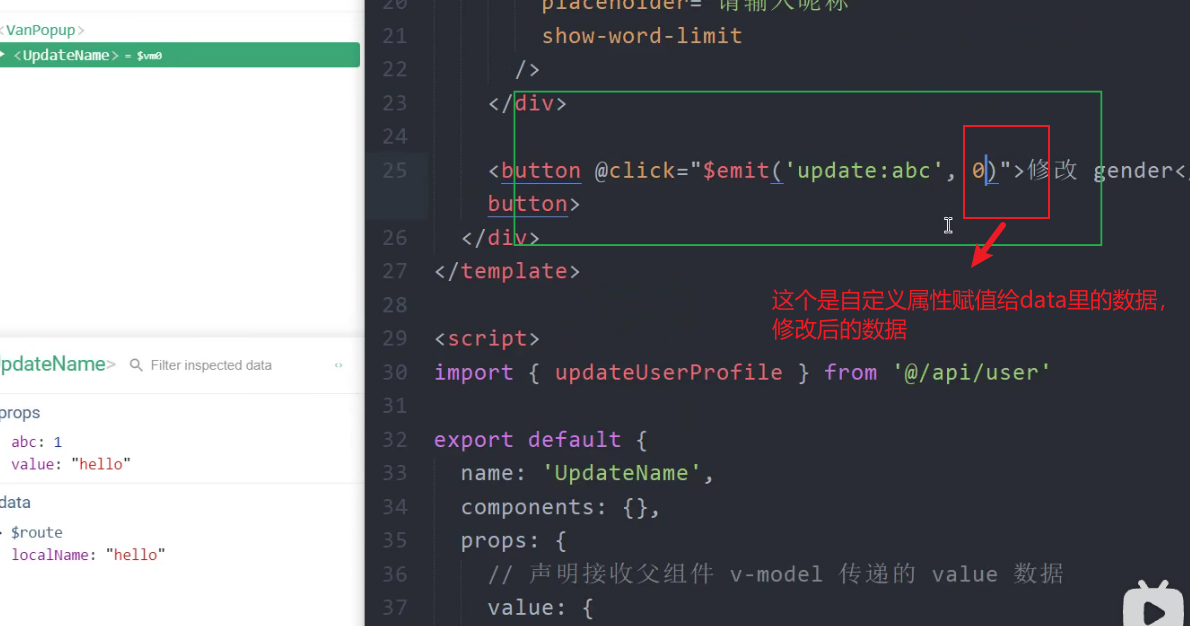 <VanPopup>
<UpdateName> = $vm0
pdateName>
Filter inspected data
props
abc: 1
value: "hello"
data
$route
localName: "hello"
20 placeholder="请输入昵称
21 show-word-limit
22 />
23 </div>
24
25 <button @click="$emit('update:abc', 0)">修改 gender</
button>
26 </div>
27 </template>
28
29 <script>
30 import { updateUserProfile } from '@/api/user'
31
32 export default {
33 name: 'UpdateName',
34 components: {},
35 props: {
36 // 声明接收父组件 v-model 传递的 value 数据
37 value: {
这个是自定义属性赋值给data里的数据，
修改后的数据